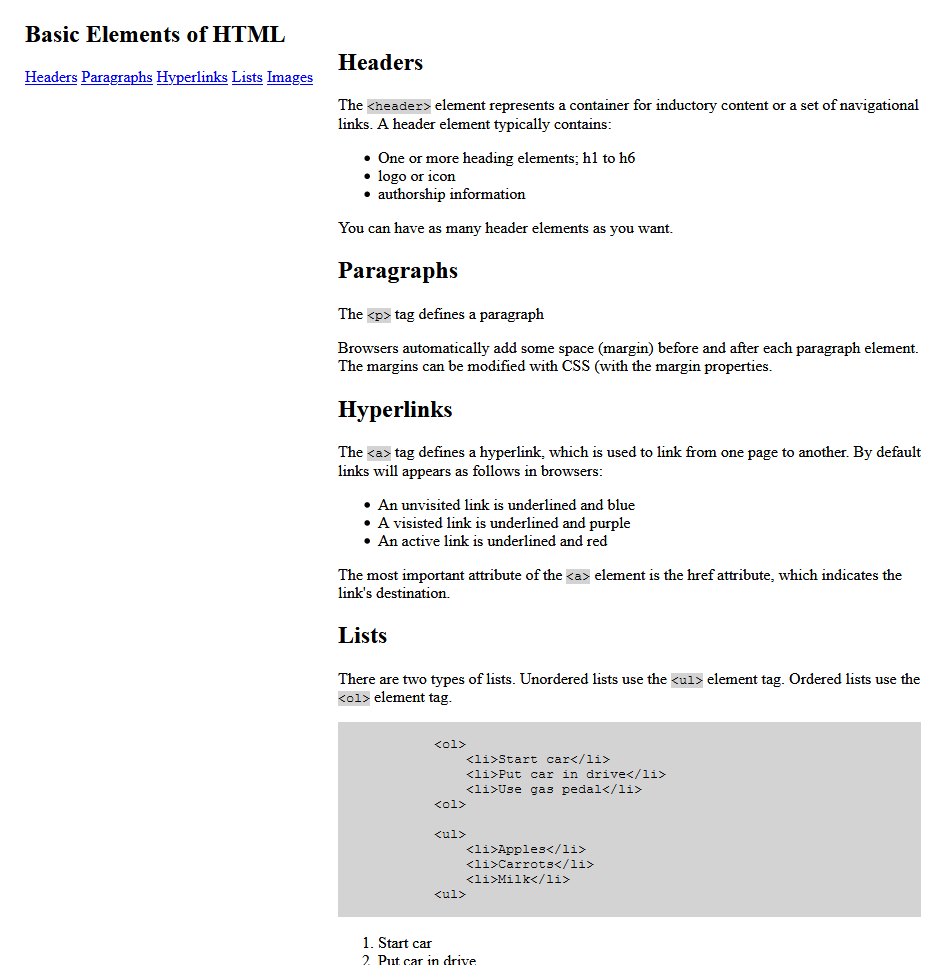 Basic Elements of HTML
Headers Paragraphs Hyperlinks Lists Images
Headers
The <header> element represents a container for inductory content or a set of navigational
links. A header element typically contains:
• One or more heading elements; h1 to h6
• logo or icon
• authorship information
You can have as many header elements as you want.
Paragraphs
The <p> tag defines a paragraph
Browsers automatically add some space (margin) before and after each paragraph element.
The margins can be modified with CSS (with the margin properties.
Hyperlinks
The <a> tag defines a hyperlink, which is used to link from one page to another. By default
links will appears as follows in browsers:
• An unvisited link is underlined and blue
• A visisted link is underlined and purple
• An active link is underlined and red
The most important attribute of the <a> element is the href attribute, which indicates the
link's destination.
Lists
There are two types of lists. Unordered lists use the <ul> element tag. Ordered lists use the
<ol> element tag.
<ol>
<li>Start car</li>
<li>Put car in drive</li>
<li>Use gas pedal</li>
<ol>
<ul>
<li>Apples</li>
<li>Carrots</li>
<li>Milk</li>
<ul>
1. Start car
2. Put car in drive